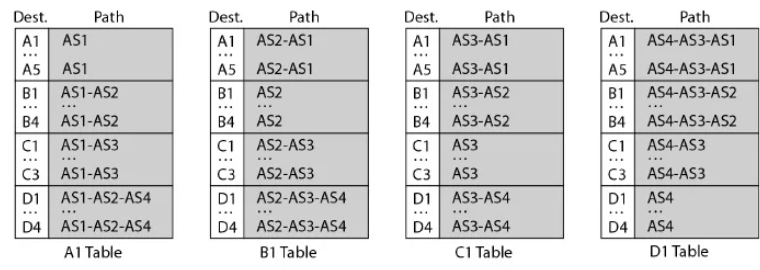 Dest. Path
A1 AS1
...
A5 AS1
B1 AS1-AS2
... ...
B4 AS1-AS2
C1 AS1-AS3
... ...
C3 AS1-AS3
D1 AS1-AS2-AS4
... ...
D4 AS1-AS2-AS4
A1 Table
Dest. Path
A1 AS2-AS1
...
A5 AS2-AS1
B1 AS2
... ...
B4 AS2
C1 AS2-AS3
... ...
C3 AS2-AS3
D1 AS2-AS3-AS4
... ...
D4 AS2-AS3-AS4
B1 Table
Dest. Path
A1 AS3-AS1
...
A5 AS3-AS1
B1 AS3-AS2
... ...
B4 AS3-AS2
C1 AS3
... ...
C3 AS3
D1 AS3-AS4
... ...
D4 AS3-AS4
C1 Table
Dest. Path
A1 AS4-AS3-AS1
...
A5 AS4-AS3-AS1
B1 AS4-AS3-AS2
... ...
B4 AS4-AS3-AS2
C1 AS4-AS3
... ...
C3 AS4-AS3
D1 AS4
... ...
D4 AS4
D1 Table